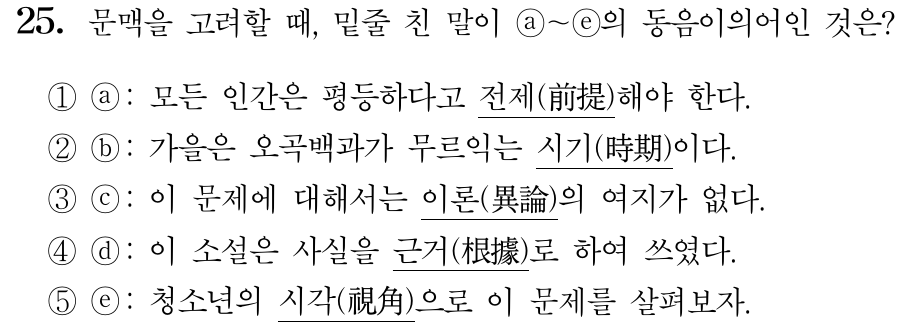 25. 문맥을 고려할 때, 밑줄 친 말이 ⓐ～ⓔ의 동음이의어인 것은?
① ⓐ: 모든 인간은 평등하다고 전제(前提)해야 한다.
② ⓑ: 가을은 오곡백과가 무르익는 시기(時期)이다.
③ ⓒ: 이 문제에 대해서는 이론(異論)의 여지가 없다.
④ ⓓ: 이 소설은 사실을 근거(根據)로 하여 쓰였다.
⑤ ⓔ: 청소년의 시각(視角)으로 이 문제를 살펴보자.